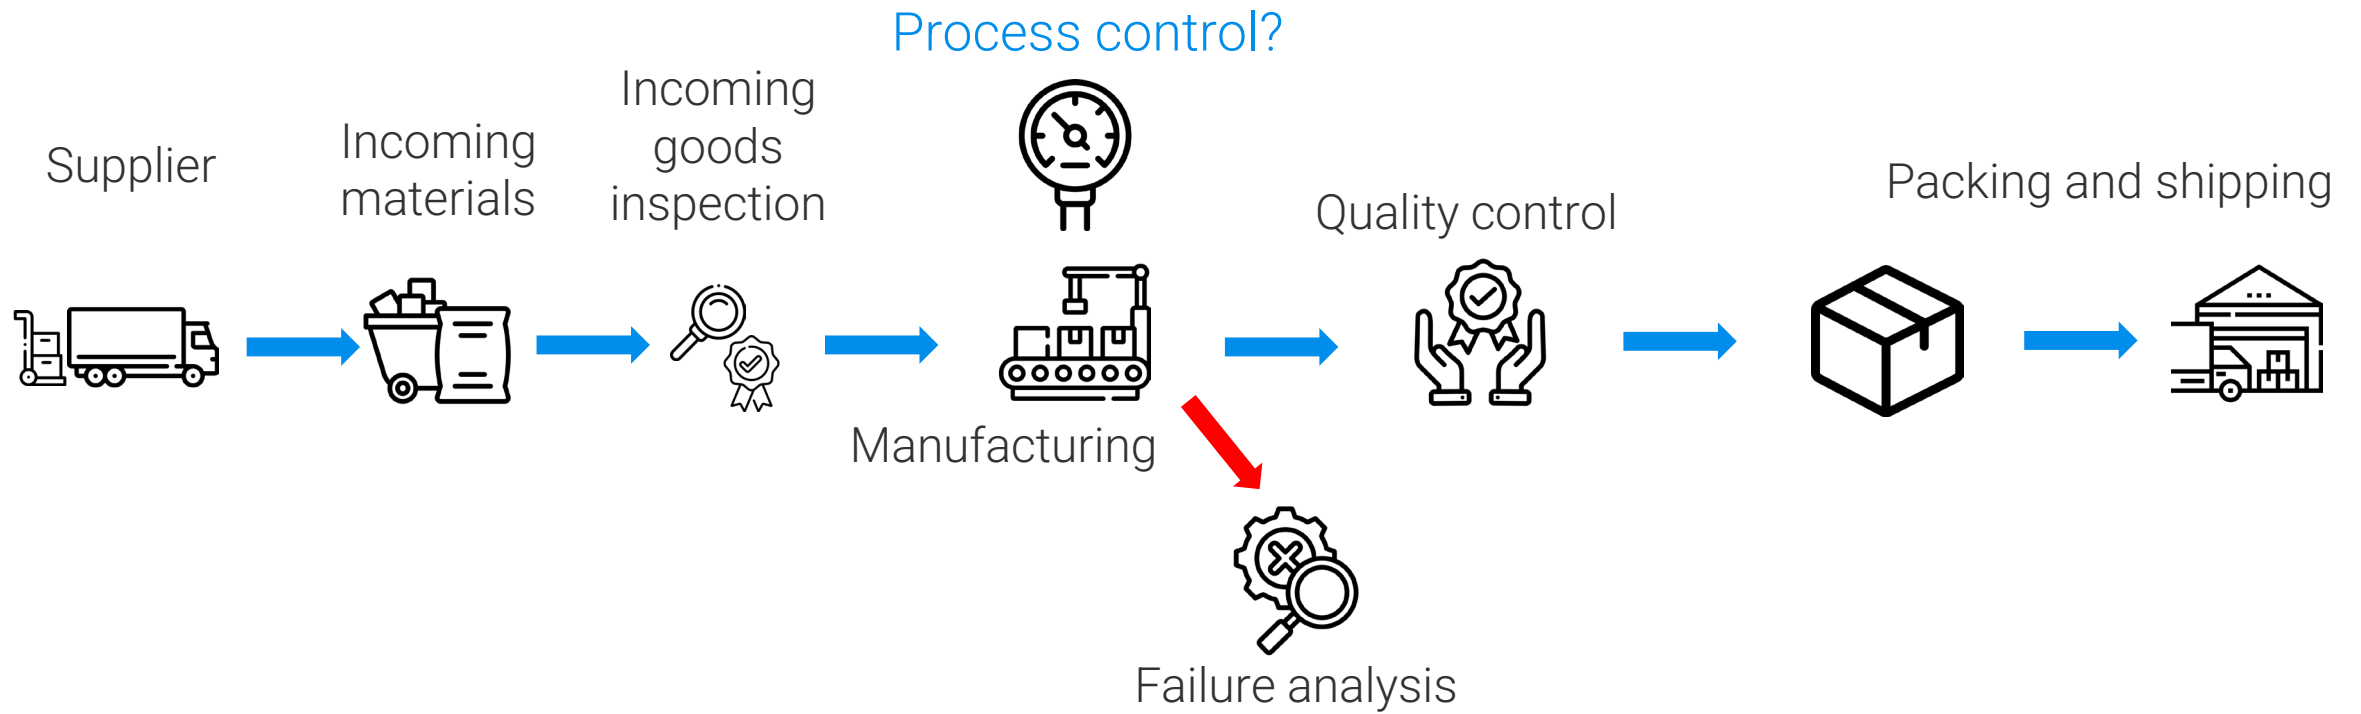 Process control?
Supplier
Incoming
materials
Incoming
goods
inspection
Manufacturing
Quality control
Packing and shipping
Failure analysis